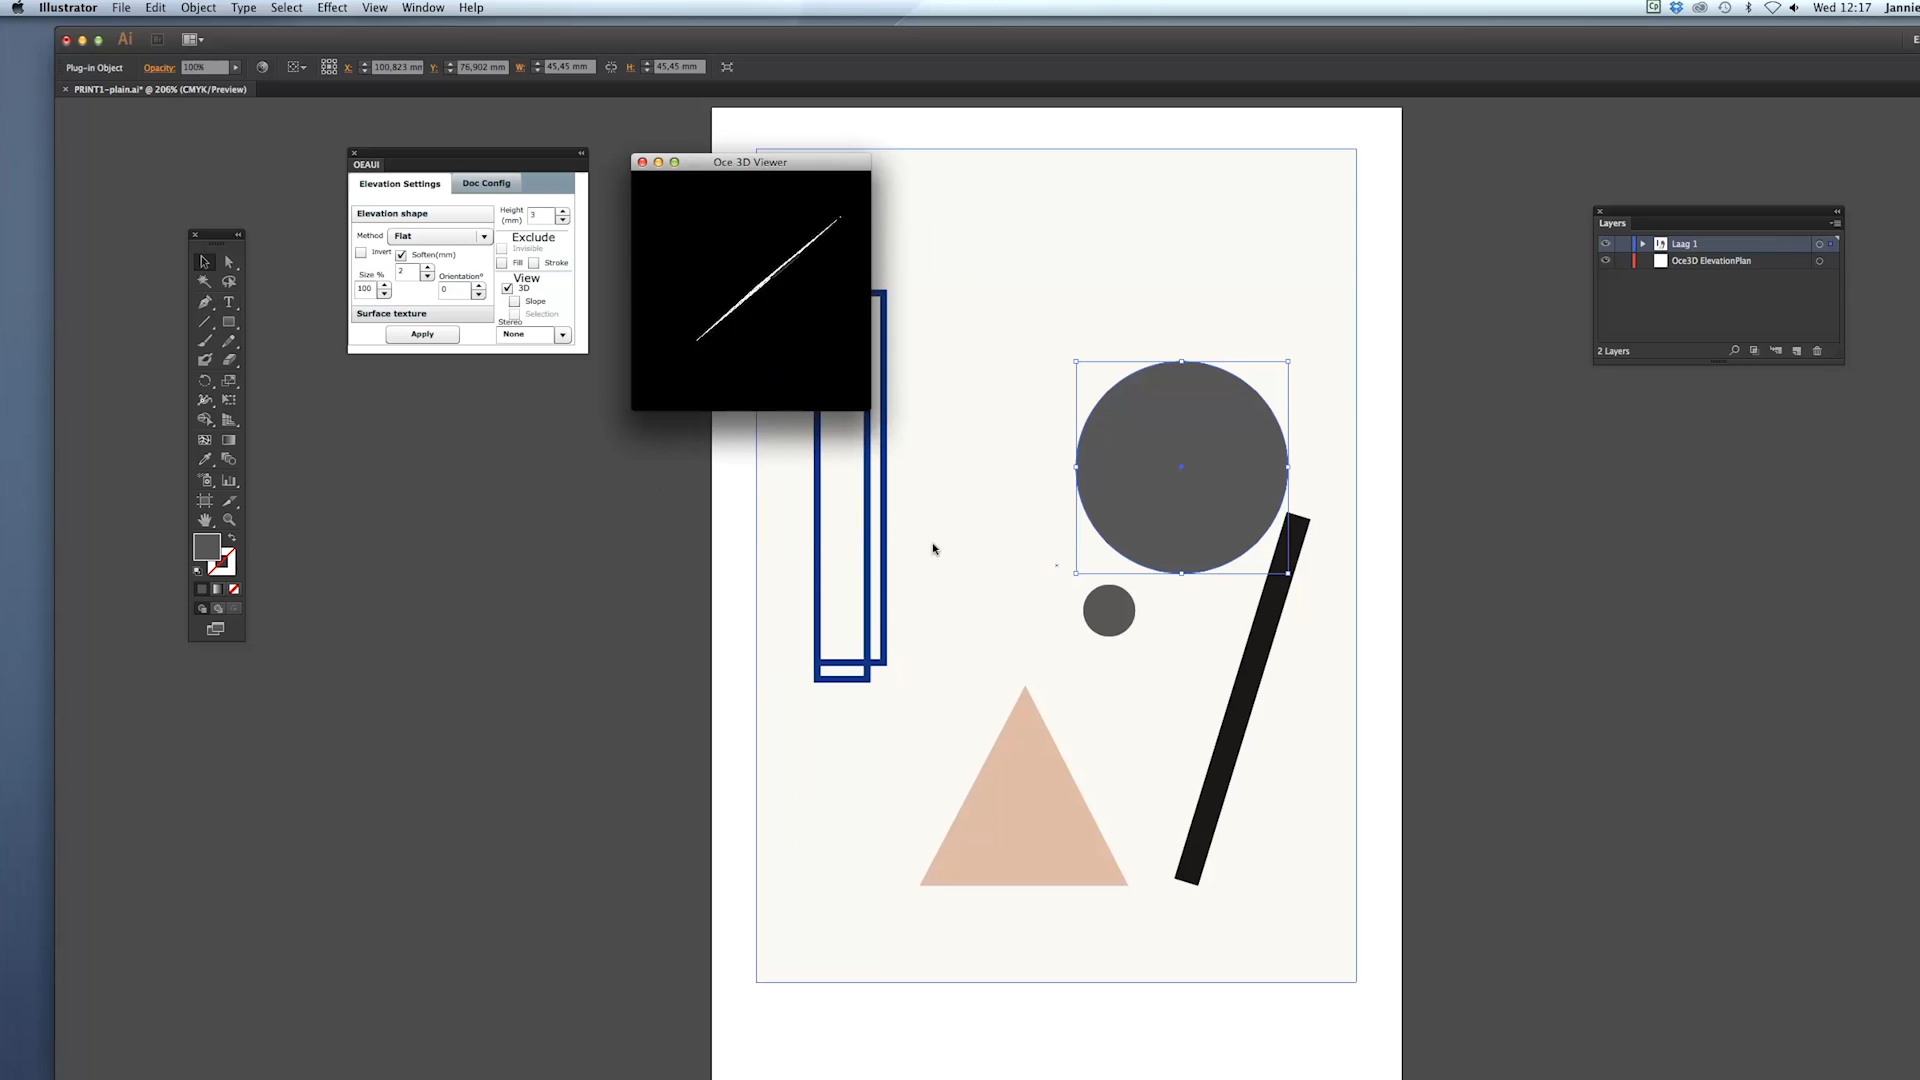 Illustrator File Edit Object Type Select Effect View Window Help
Cp Wed 12:17 Jannie
Ai Br
Plug-in Object Opacity: 100% X: 100,823 mm Y: 76,902 mm W: 45,45 mm H: 45,45 mm
PRINT1-plain.ai* @ 206% (CMYK/Preview)
OEAUI
Elevation Settings Doc Config
Elevation shape
Method Flat
Invert Soften(mm)
2
Size % Orientation°
100 0
Surface texture
Apply
Height
(mm) 3
Exclude
Invisible
Fill Stroke
View
3D
Slope
Selection
Stereo
None
Oce 3D Viewer
Layers
Laag 1
Oce3D ElevationPlan
2 Layers